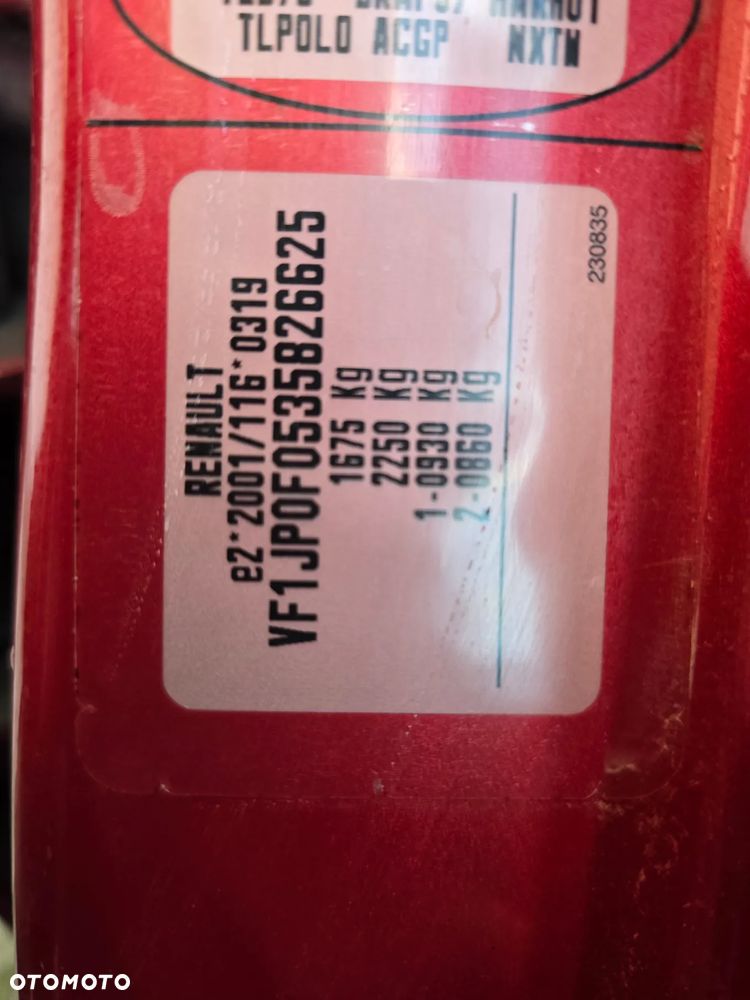 TLPOLO ACGP NXTM
RENAULT
e2*2001/116*0319
VF1JP0F0535826625
1675 Kg
2250 Kg
1-0930 Kg
2-0860 Kg
230835
OTOMOTO